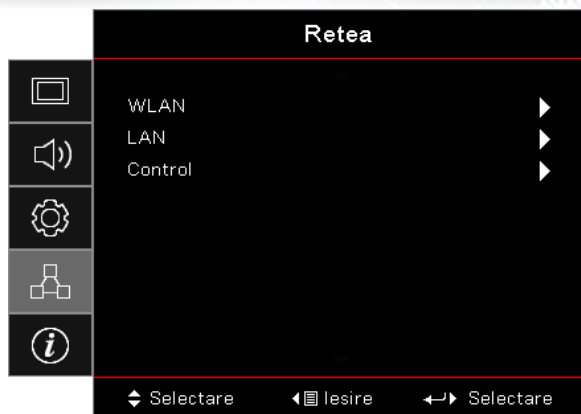 Retea
WLAN
LAN
Control
Selectare Iesire Selectare